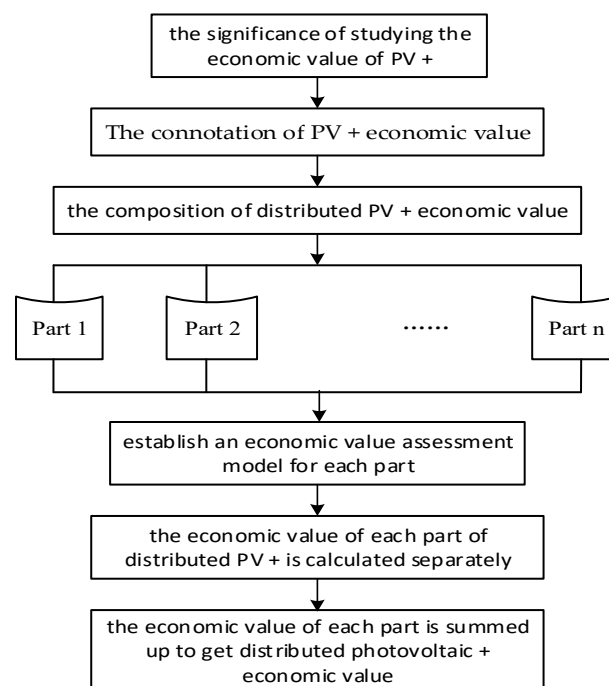 the significance of studying the
economic value of PV +
The connotation of PV + economic value
the composition of distributed PV + economic value
Part 1 Part 2 ...... Part n
establish an economic value assessment
model for each part
the economic value of each part of
distributed PV + is calculated separately
the economic value of each part is summed
up to get distributed photovoltaic +
economic value